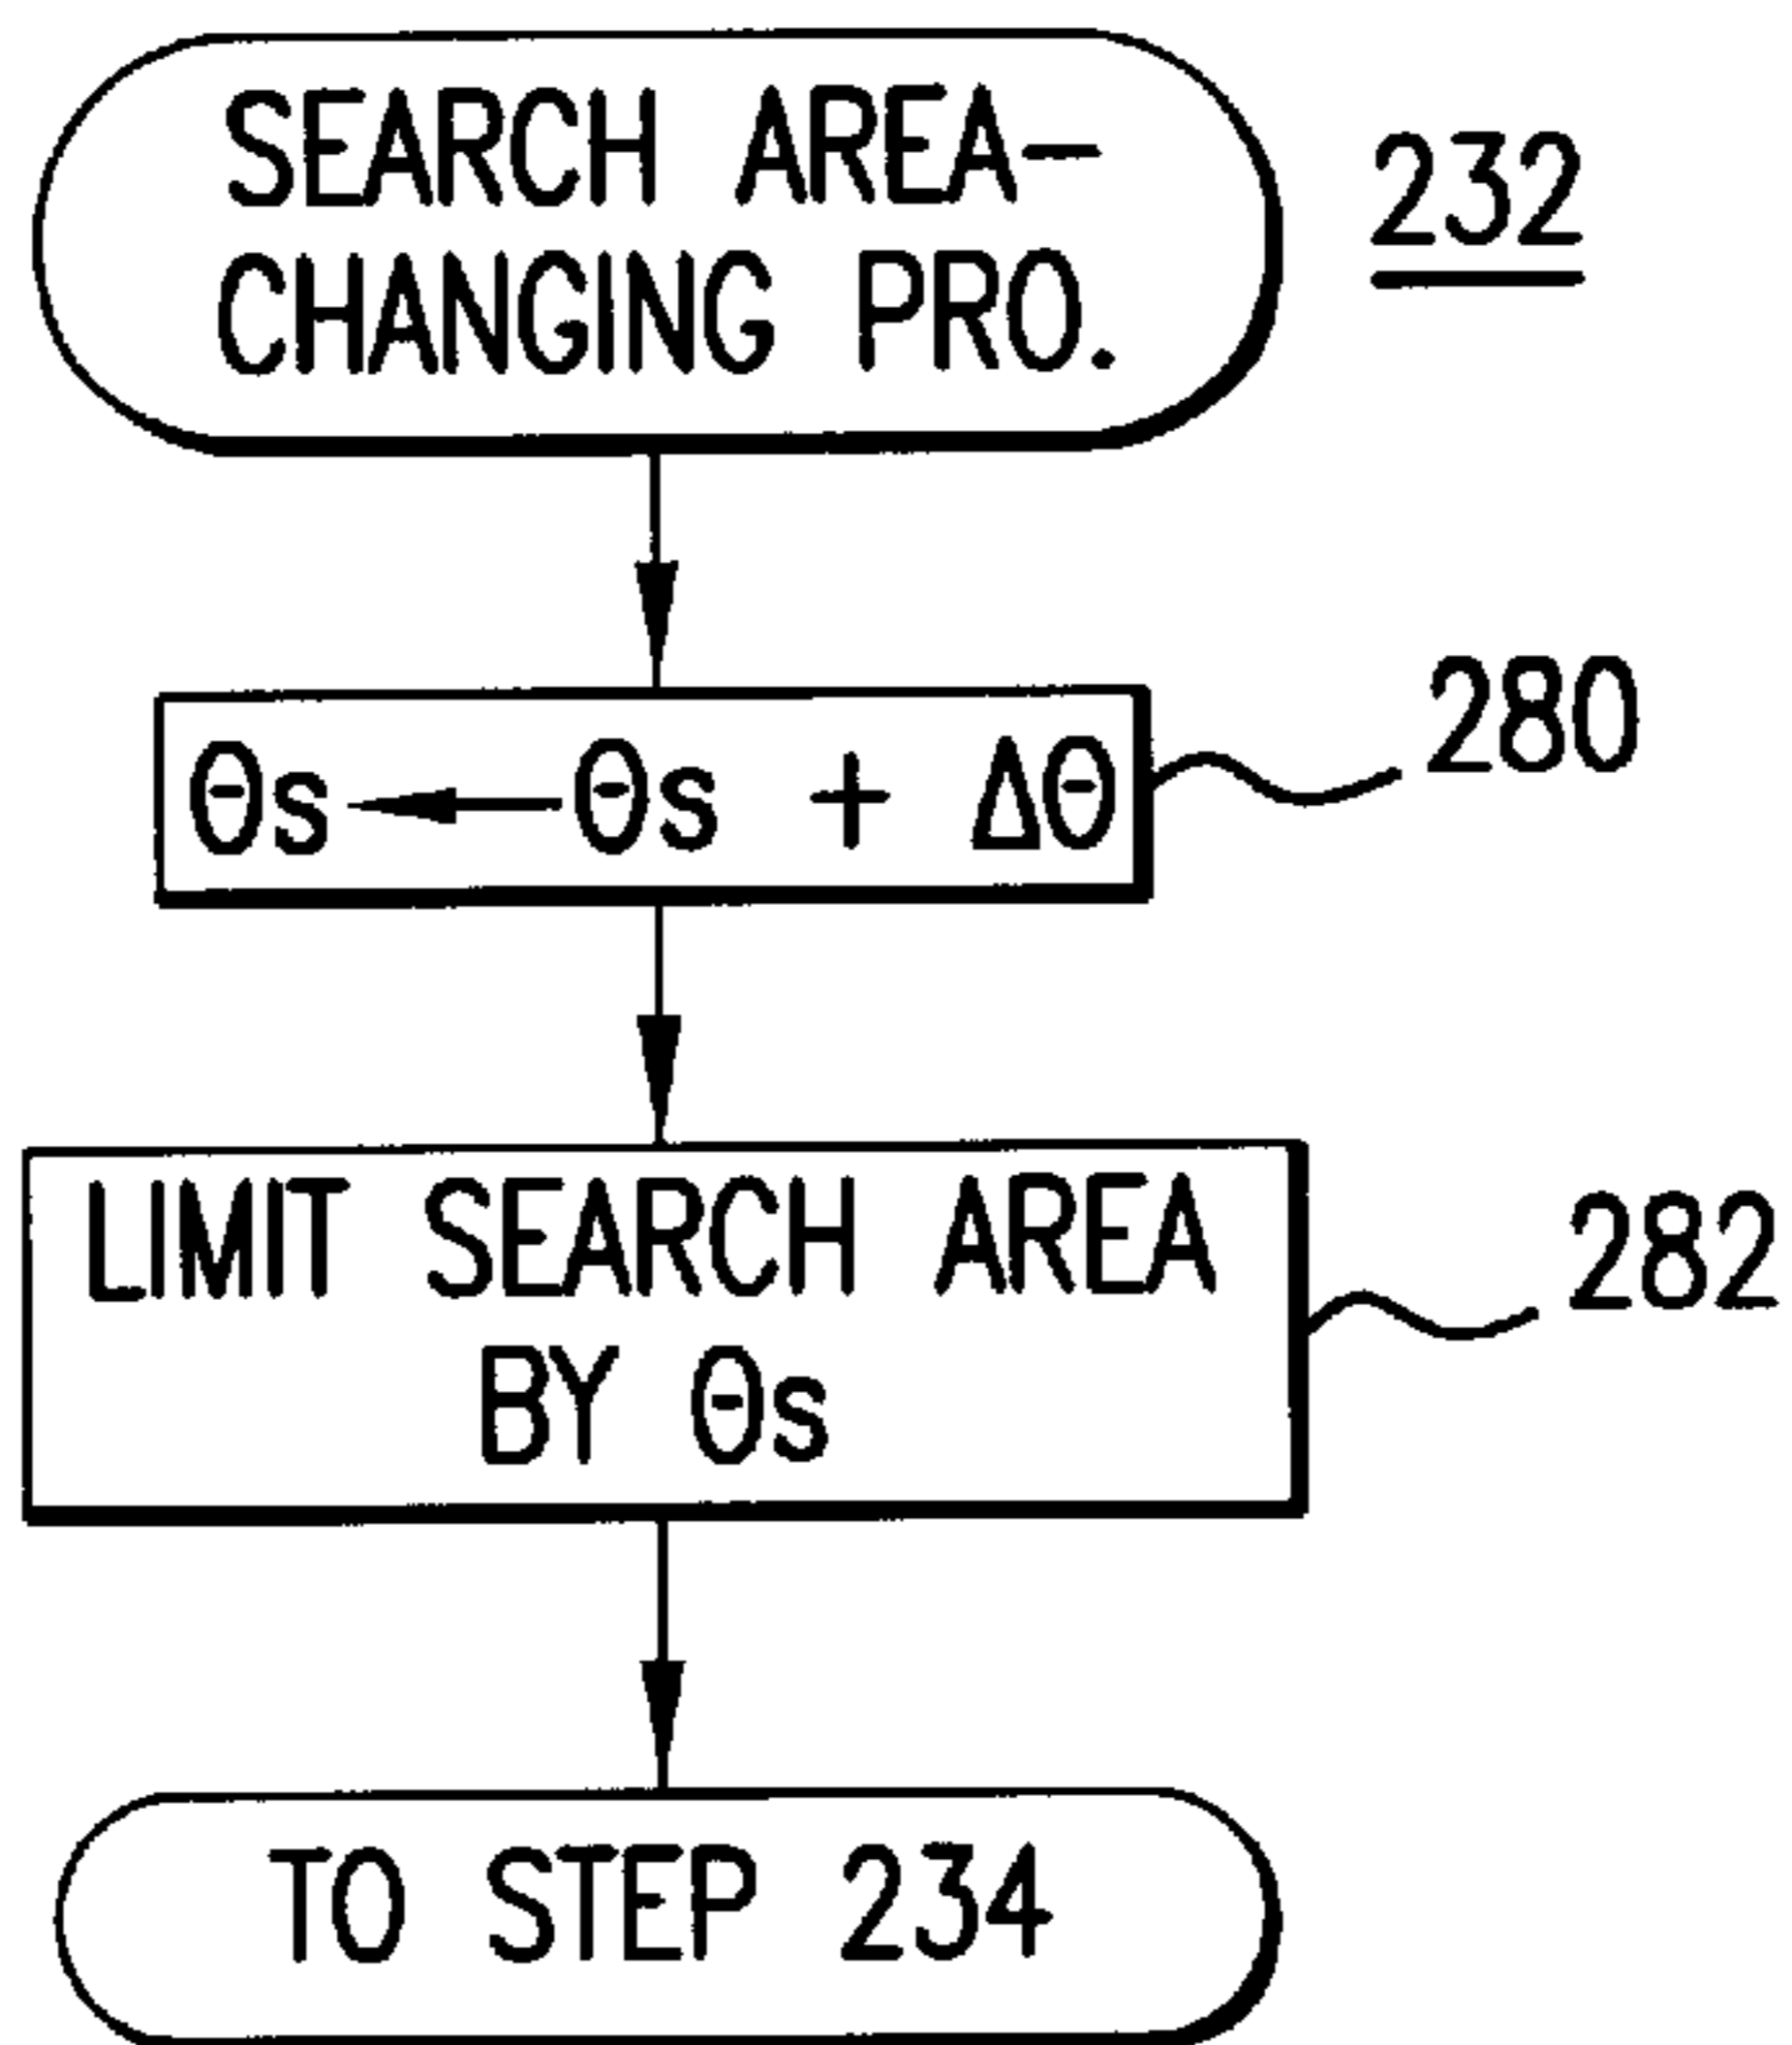 SEARCH AREA-
CHANGING PRO.
232
Θs ← Θs + ΔΘ
280
LIMIT SEARCH AREA
BY Θs
282
TO STEP 234